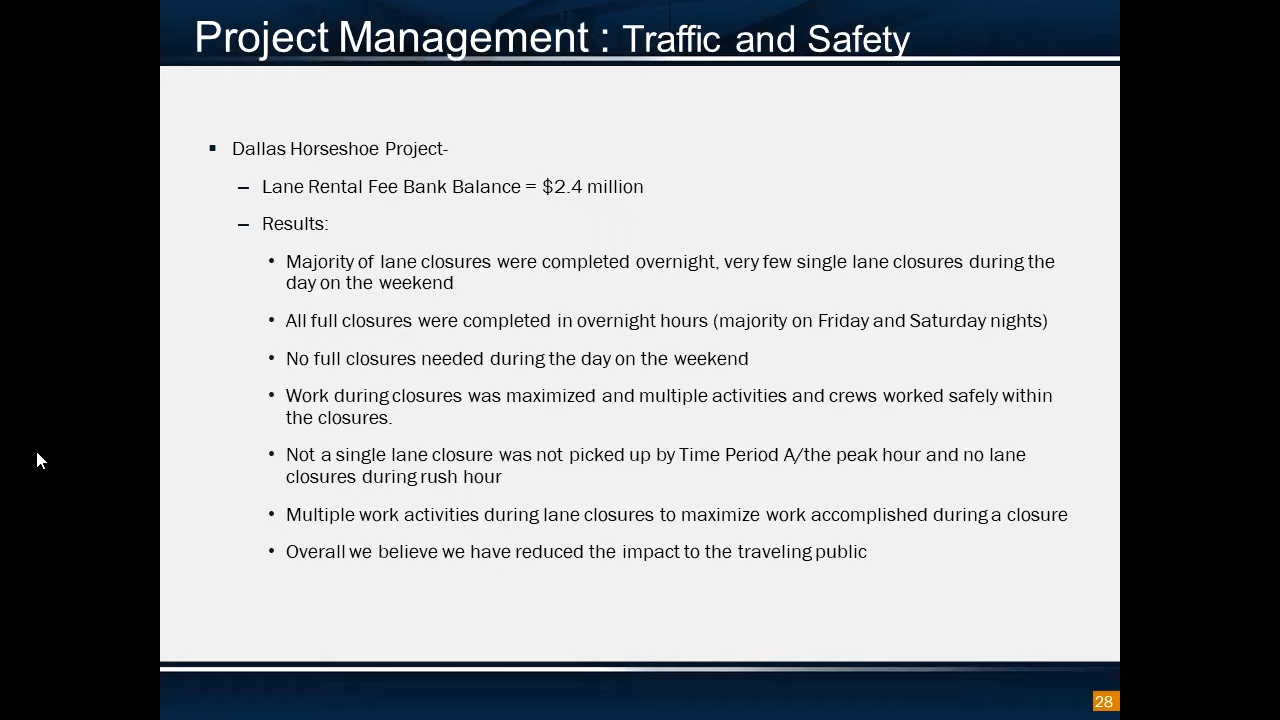 Project Management : Traffic and Safety
▪ Dallas Horseshoe Project-
– Lane Rental Fee Bank Balance = $2.4 million
– Results:
• Majority of lane closures were completed overnight, very few single lane closures during the
day on the weekend
• All full closures were completed in overnight hours (majority on Friday and Saturday nights)
• No full closures needed during the day on the weekend
• Work during closures was maximized and multiple activities and crews worked safely within
the closures.
• Not a single lane closure was not picked up by Time Period A/the peak hour and no lane
closures during rush hour
• Multiple work activities during lane closures to maximize work accomplished during a closure
• Overall we believe we have reduced the impact to the traveling public
28